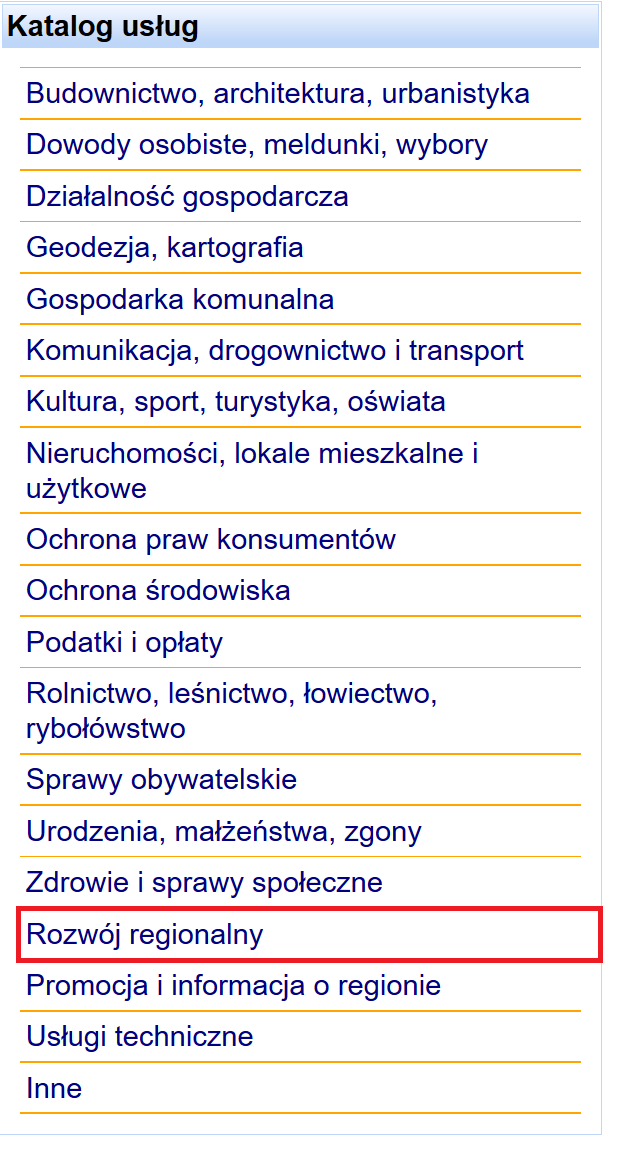 Katalog usług
Budownictwo, architektura, urbanistyka
Dowody osobiste, meldunki, wybory
Działalność gospodarcza
Geodezja, kartografia
Gospodarka komunalna
Komunikacja, drogownictwo i transport
Kultura, sport, turystyka, oświata
Nieruchomości, lokale mieszkalne i
użytkowe
Ochrona praw konsumentów
Ochrona środowiska
Podatki i opłaty
Rolnictwo, leśnictwo, łowiectwo,
rybołówstwo
Sprawy obywatelskie
Urodzenia, małżeństwa, zgony
Zdrowie i sprawy społeczne
Rozwój regionalny
Promocja i informacja o regionie
Usługi techniczne
Inne